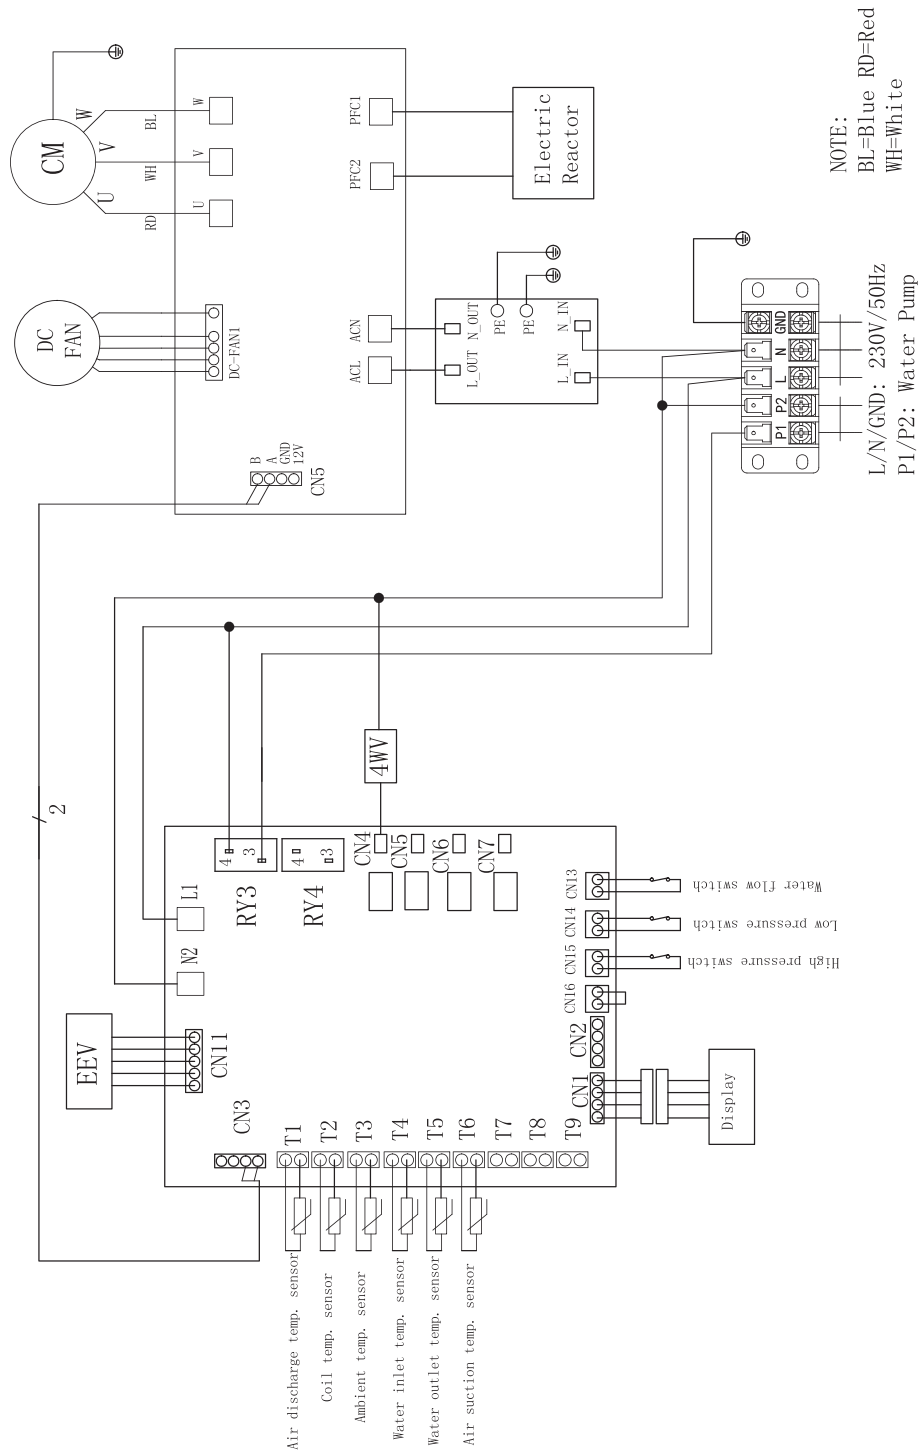 CM
W
V
U
BL
WH
RD
W
V
U
DC
FAN
DC-FAN1
PFC1
PFC2
ACN
ACL
Electric
Reactor
N_OUT
L_OUT
PE
PE
N_IN
L_IN
B
A
GND
12V
CN5
GND
N
L
P2
P1
NOTE:
BL=Blue RD=Red
WH=White
L/N/GND: 230V/50Hz
P1/P2: Water Pump
2
4WV
L1
N2
4
3
RY3
4
3
RY4
CN4
CN5
CN6
CN7
EEV
CN11
CN3
CN13
CN14
CN15
CN16
CN2
CN1
Water flow switch
Low pressure switch
High pressure switch
Display
T1
T2
T3
T4
T5
T6
T7
T8
T9
Air discharge temp. sensor
Coil temp. sensor
Ambient temp. sensor
Water inlet temp. sensor
Water outlet temp. sensor
Air suction temp. sensor